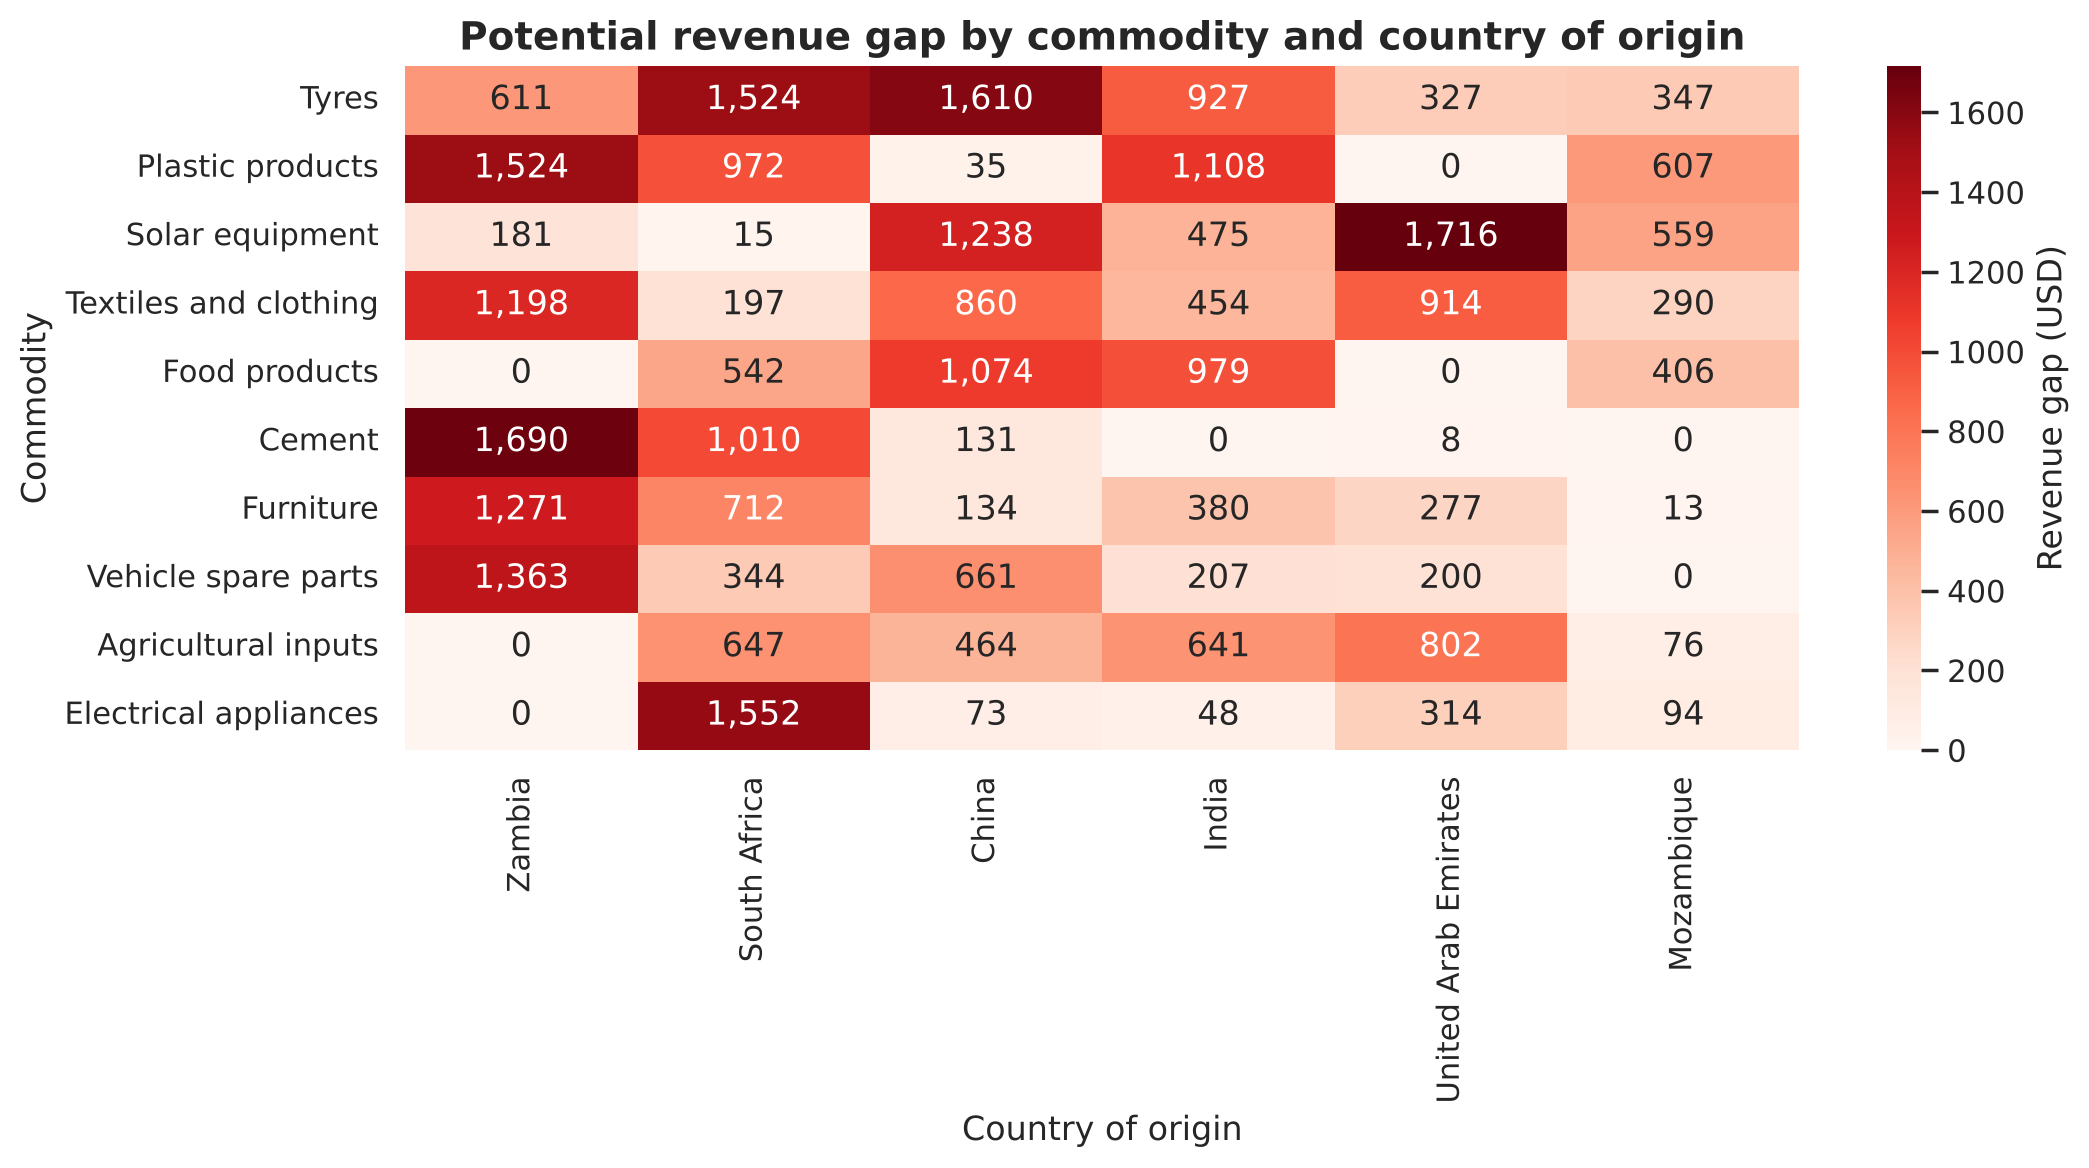 Potential revenue gap by commodity and country of origin
Commodity
Tyres 611 1,524 1,610 927 327 347
Plastic products 1,524 972 35 1,108 0 607
Solar equipment 181 15 1,238 475 1,716 559
Textiles and clothing 1,198 197 860 454 914 290
Food products 0 542 1,074 979 0 406
Cement 1,690 1,010 131 0 8 0
Furniture 1,271 712 134 380 277 13
Vehicle spare parts 1,363 344 661 207 200 0
Agricultural inputs 0 647 464 641 802 76
Electrical appliances 0 1,552 73 48 314 94
Zambia
South Africa
China
India
United Arab Emirates
Mozambique
Country of origin
1600
1400
1200
1000
800
600
400
200
0
Revenue gap (USD)